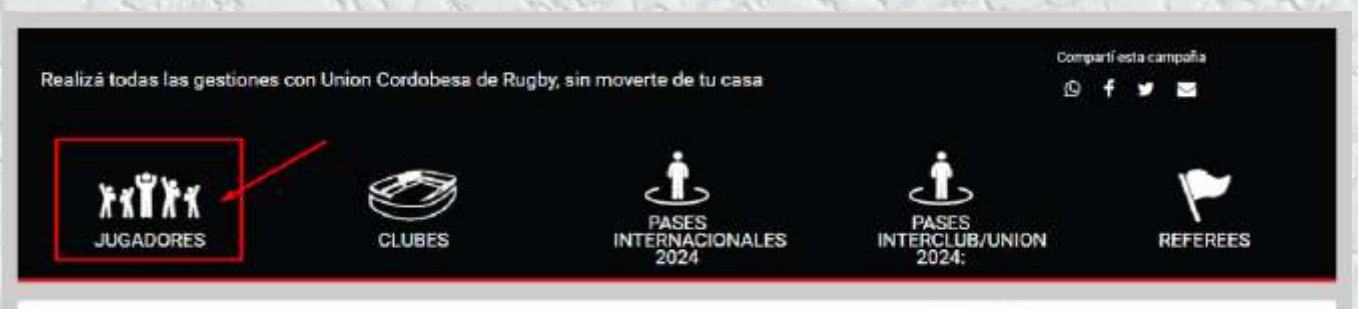 Compartí esta campaña
Realizá todas las gestiones con Union Cordobesa de Rugby, sin moverte de tu casa
JUGADORES
CLUBES
PASES
INTERNACIONALES
2024
PASES
INTERCLUB/UNION
2024:
REFEREES